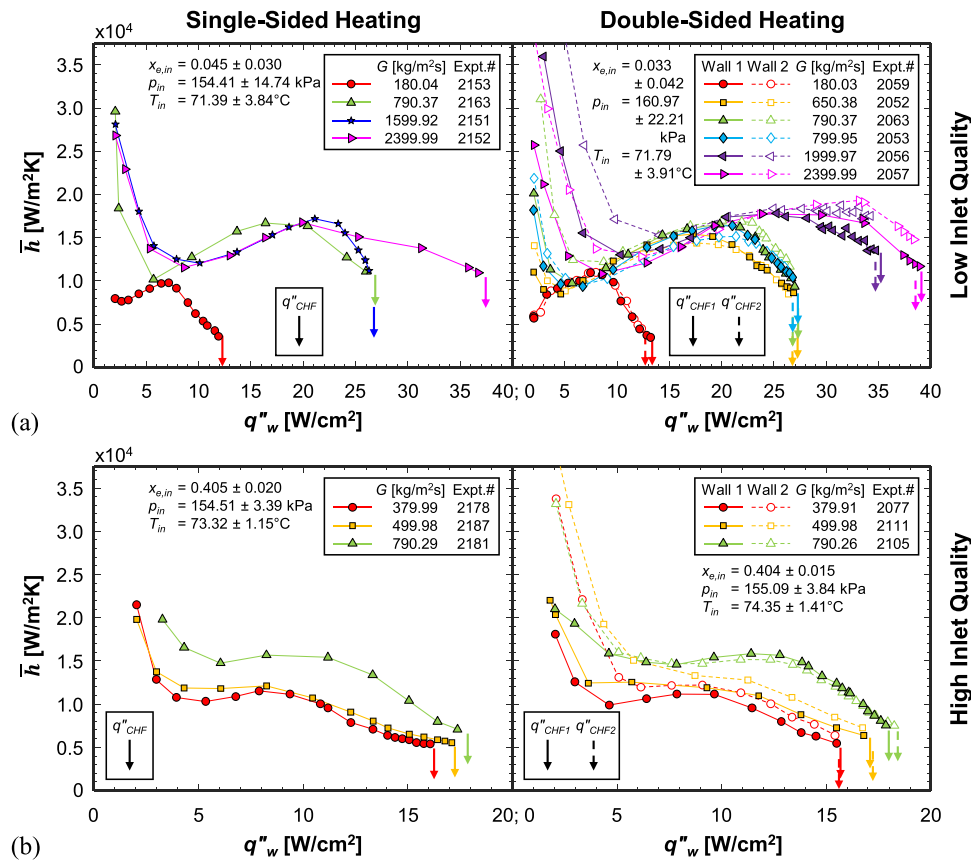 Single-Sided Heating
Double-Sided Heating
x10⁴
3.5
3.0
2.5
2.0
1.5
1.0
0.5
0
h̅ [W/m²K]
x_e,in = 0.045 ± 0.030
p_in = 154.41 ± 14.74 kPa
T_in = 71.39 ± 3.84°C
G [kg/m²s] Expt.#
180.04 2153
790.37 2163
1599.92 2151
2399.99 2152
q″_CHF
0 5 10 15 20 25 30 35 40; 0 5 10 15 20 25 30 35 40
q″_w [W/cm²]
q″_w [W/cm²]
x_e,in = 0.033
± 0.042
p_in = 160.97
± 22.21
kPa
T_in = 71.79
± 3.91°C
Wall 1 Wall 2 G [kg/m²s] Expt.#
180.03 2059
650.38 2052
790.37 2063
799.95 2053
1999.97 2056
2399.99 2057
q″_CHF1 q″_CHF2
Low Inlet Quality
(a)
x10⁴
3.5
3.0
2.5
2.0
1.5
1.0
0.5
0
h̅ [W/m²K]
x_e,in = 0.405 ± 0.020
p_in = 154.51 ± 3.39 kPa
T_in = 73.32 ± 1.15°C
G [kg/m²s] Expt.#
379.99 2178
499.98 2187
790.29 2181
q″_CHF
0 5 10 15 20; 0 5 10 15 20
q″_w [W/cm²]
q″_w [W/cm²]
Wall 1 Wall 2 G [kg/m²s] Expt.#
379.91 2077
499.98 2111
790.26 2105
x_e,in = 0.404 ± 0.015
p_in = 155.09 ± 3.84 kPa
T_in = 74.35 ± 1.41°C
q″_CHF1 q″_CHF2
High Inlet Quality
(b)